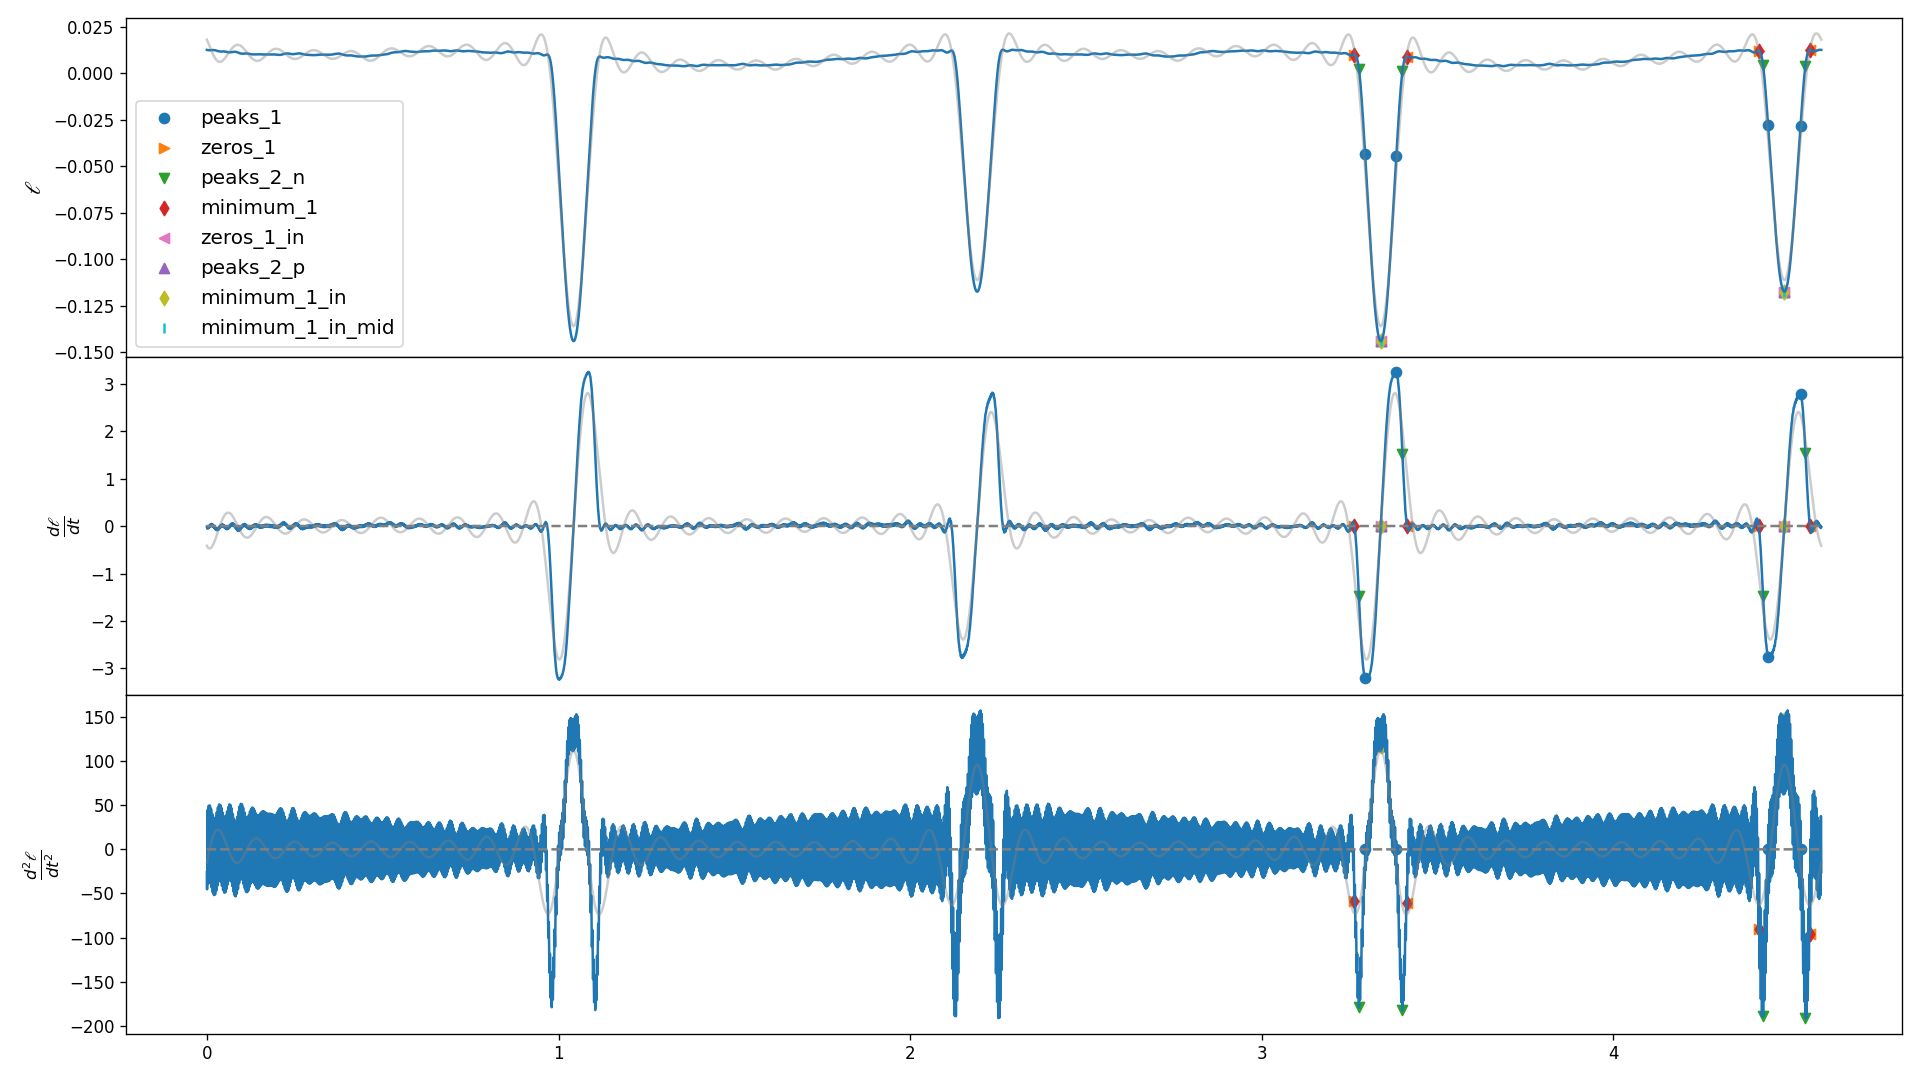 0.025
0.000
−0.025
−0.050
−0.075
−0.100
−0.125
−0.150
ℓ
peaks_1
zeros_1
peaks_2_n
minimum_1
zeros_1_in
peaks_2_p
minimum_1_in
minimum_1_in_mid
3
2
1
0
−1
−2
−3
dℓ
dt
150
100
50
0
−50
−100
−150
−200
d²ℓ
dt²
0 1 2 3 4